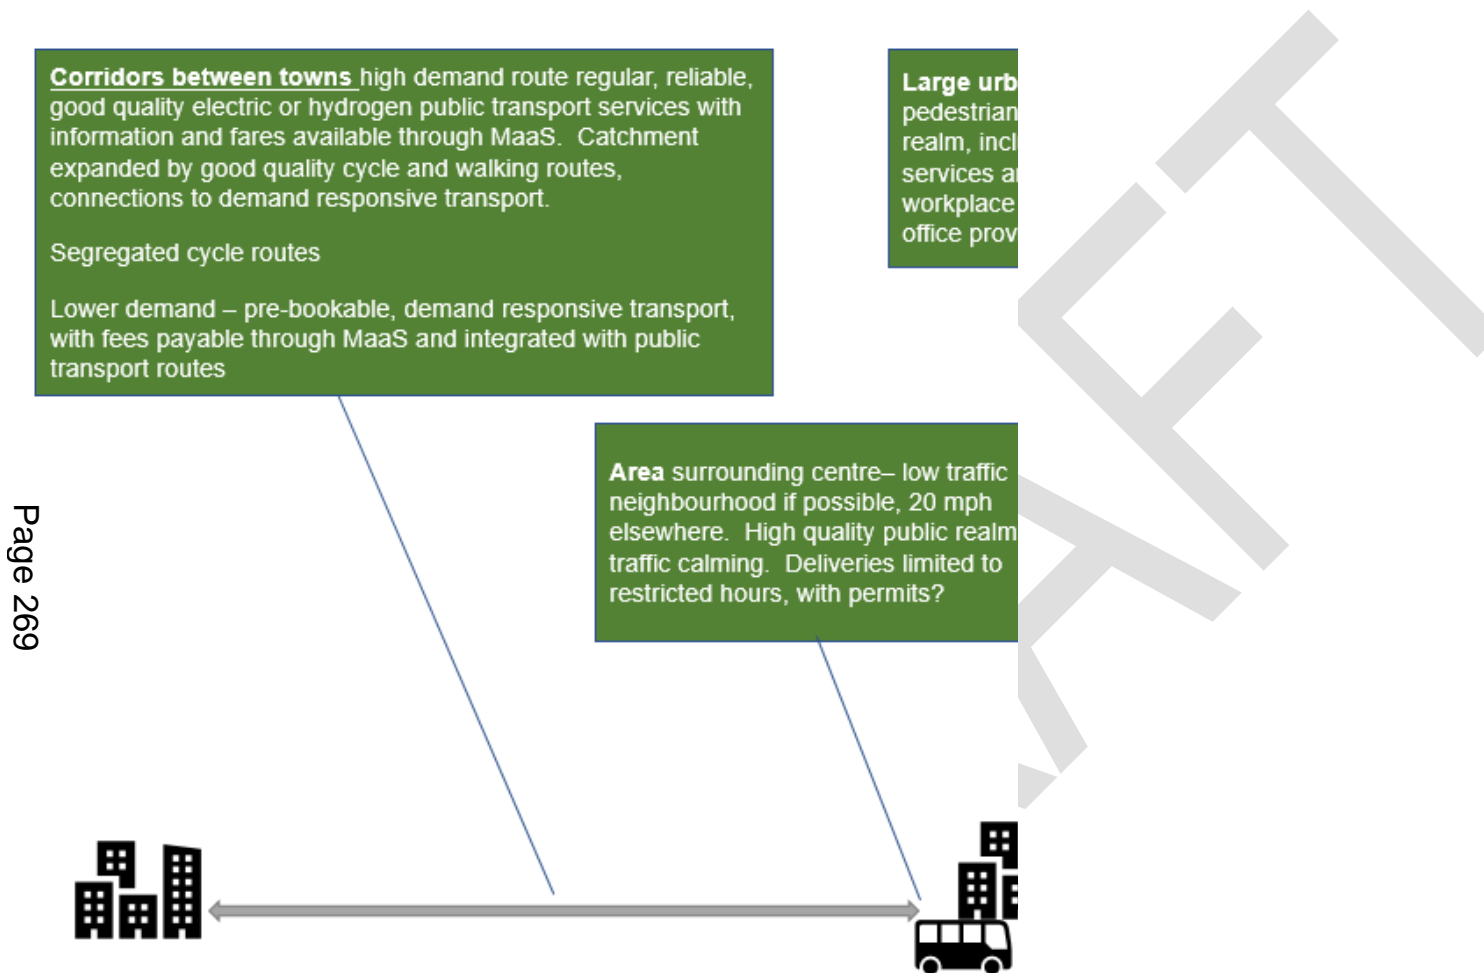 Corridors between towns high demand route regular, reliable,
good quality electric or hydrogen public transport services with
information and fares available through MaaS.  Catchment
expanded by good quality cycle and walking routes,
connections to demand responsive transport.
Segregated cycle routes
Lower demand – pre-bookable, demand responsive transport,
with fees payable through MaaS and integrated with public
transport routes
Large urb
pedestrian
realm, incl
services a
workplace
office prov
Area surrounding centre– low traffic
neighbourhood if possible, 20 mph
elsewhere.  High quality public realm
traffic calming.  Deliveries limited to
restricted hours, with permits?
Page 269
AFT